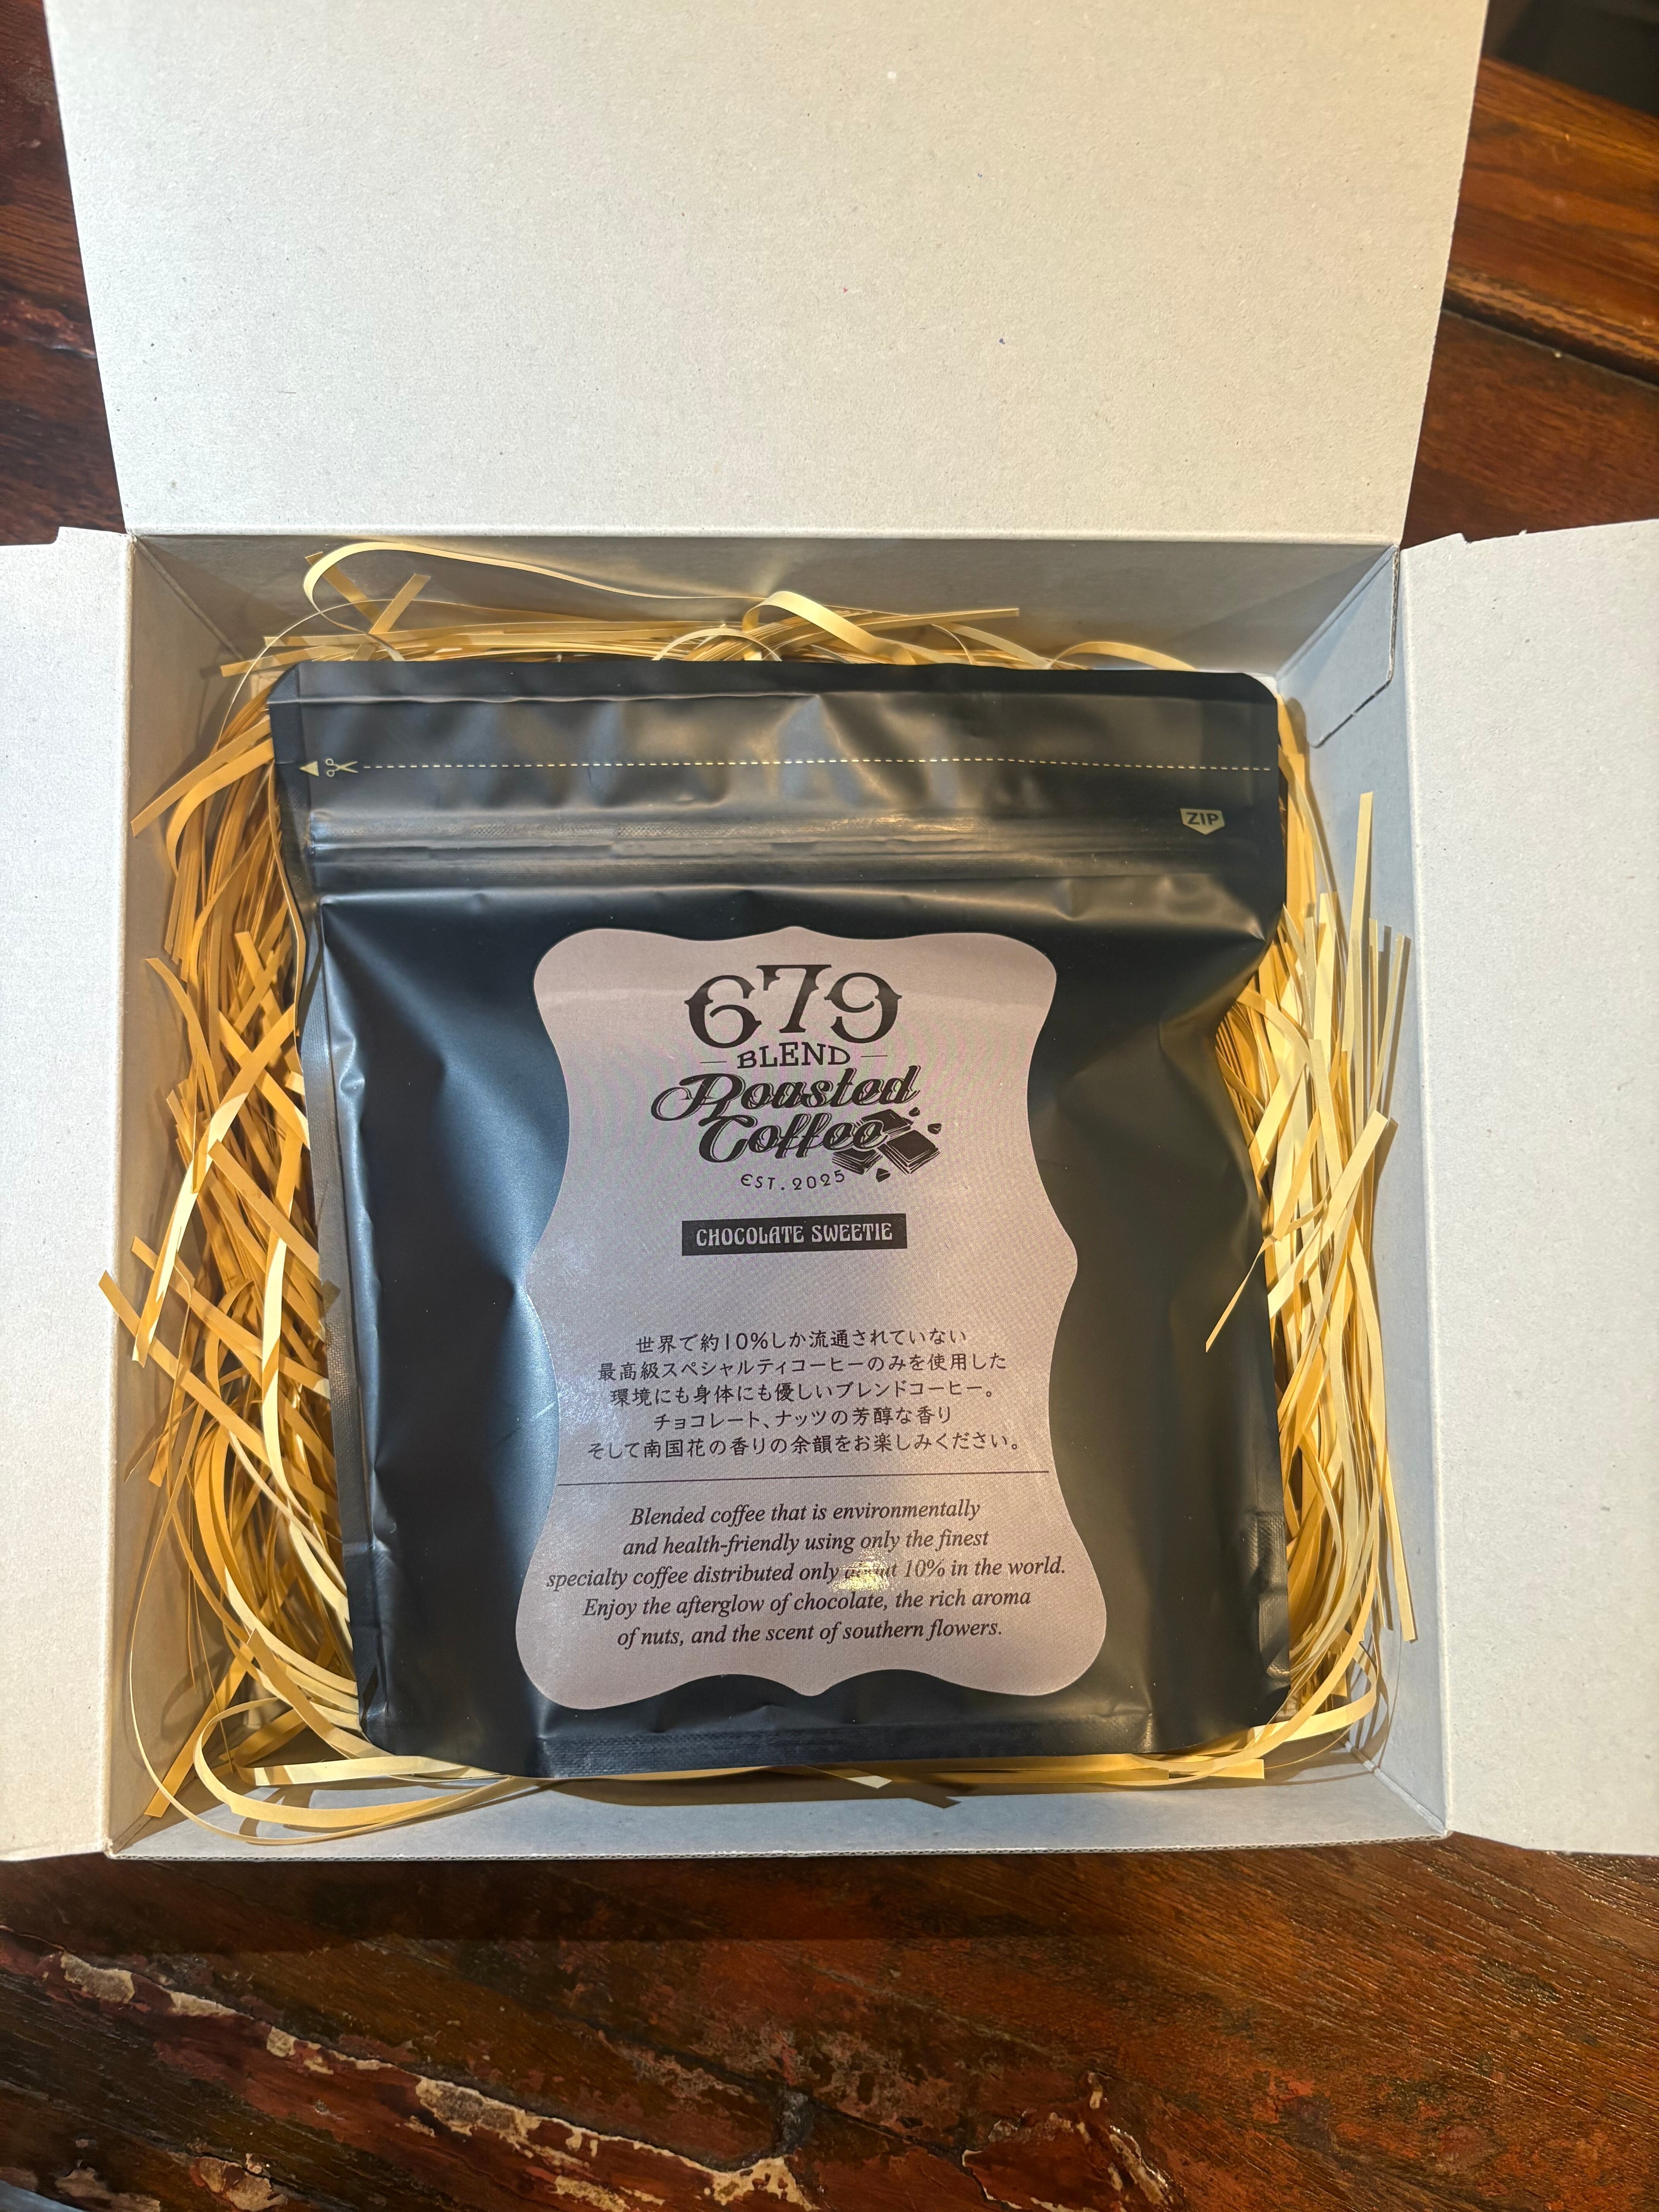 ZIP
679
BLEND
Roasted
Coffee
EST. 2025
CHOCOLATE SWEETIE
世界で約10%しか流通されていない
最高級スペシャルティコーヒーのみを使用した
環境にも身体にも優しいブレンドコーヒー。
チョコレート、ナッツの芳醇な香り
そして南国花の香りの余韻をお楽しみください。
Blended coffee that is environmentally
and health-friendly using only the finest
specialty coffee distributed only about 10% in the world.
Enjoy the afterglow of chocolate, the rich aroma
of nuts, and the scent of southern flowers.